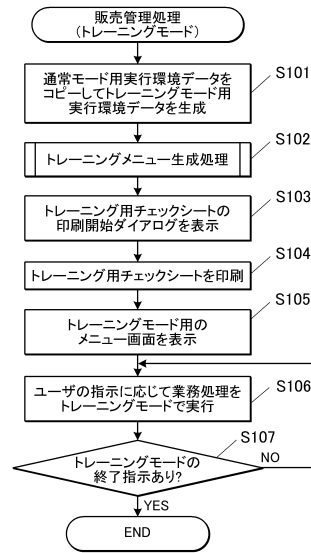 販売管理処理
(トレーニングモード)
通常モード用実行環境データを
コピーしてトレーニングモード用
実行環境データを生成
S101
トレーニングメニュー生成処理
S102
トレーニング用チェックシートの
印刷開始ダイアログを表示
S103
トレーニング用チェックシートを印刷
S104
トレーニングモード用の
メニュー画面を表示
S105
ユーザの指示に応じて業務処理を
トレーニングモードで実行
S106
トレーニングモードの
終了指示あり?
S107
NO
YES
END